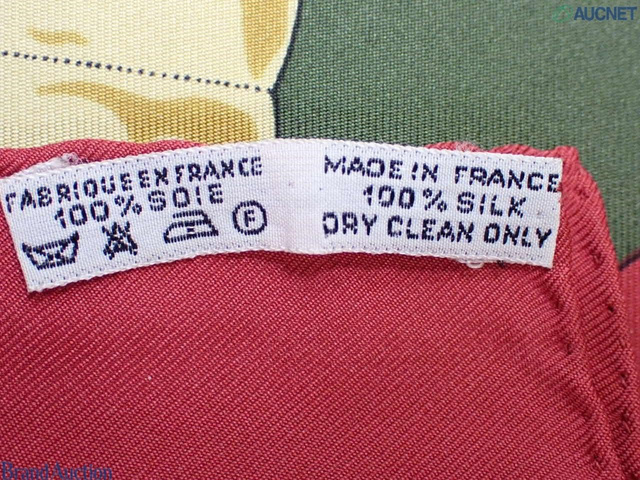 AUCNET
FABRIQUE EN FRANCE
100% SOIE
F
MADE IN FRANCE
100% SILK
DRY CLEAN ONLY
Brand Auction